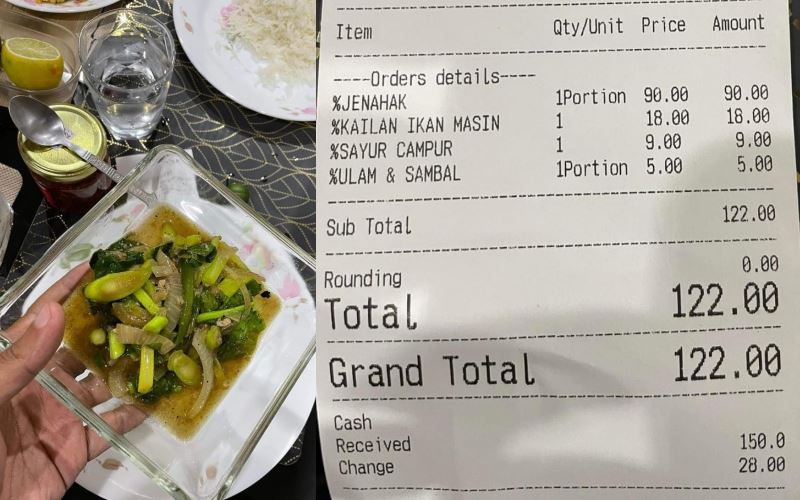 Item Qty/Unit Price Amount
----Orders details----
%JENAHAK 1Portion 90.00 90.00
%KAILAN IKAN MASIN 1 18.00 18.00
%SAYUR CAMPUR 1 9.00 9.00
%ULAM & SAMBAL 1Portion 5.00 5.00
Sub Total 122.00
Rounding 0.00
Total 122.00
Grand Total 122.00
Cash
Received 150.0
Change 28.00